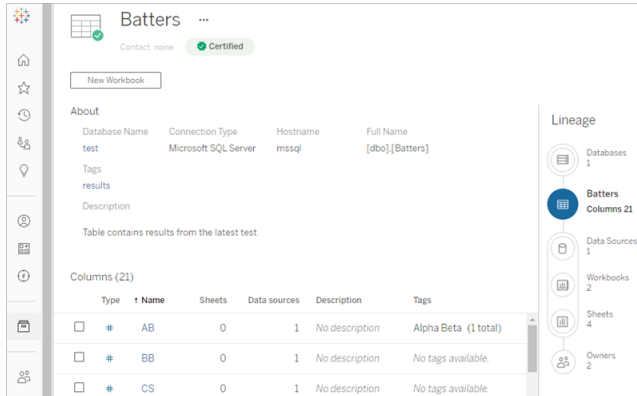 Batters ...
Contact none Certified
New Workbook
About
Database Name Connection Type Hostname Full Name
test Microsoft SQL Server mssql [dbo].[Batters]
Tags
results
Description
Table contains results from the latest test
Columns (21)
Type ↑ Name Sheets Data sources Description Tags
# AB 0 1 No description Alpha Beta (1 total)
# BB 0 1 No description No tags available.
# CS 0 1 No description No tags available.
Lineage
Databases
1
Batters
Columns 21
Data Sources
1
Workbooks
2
Sheets
4
Owners
2